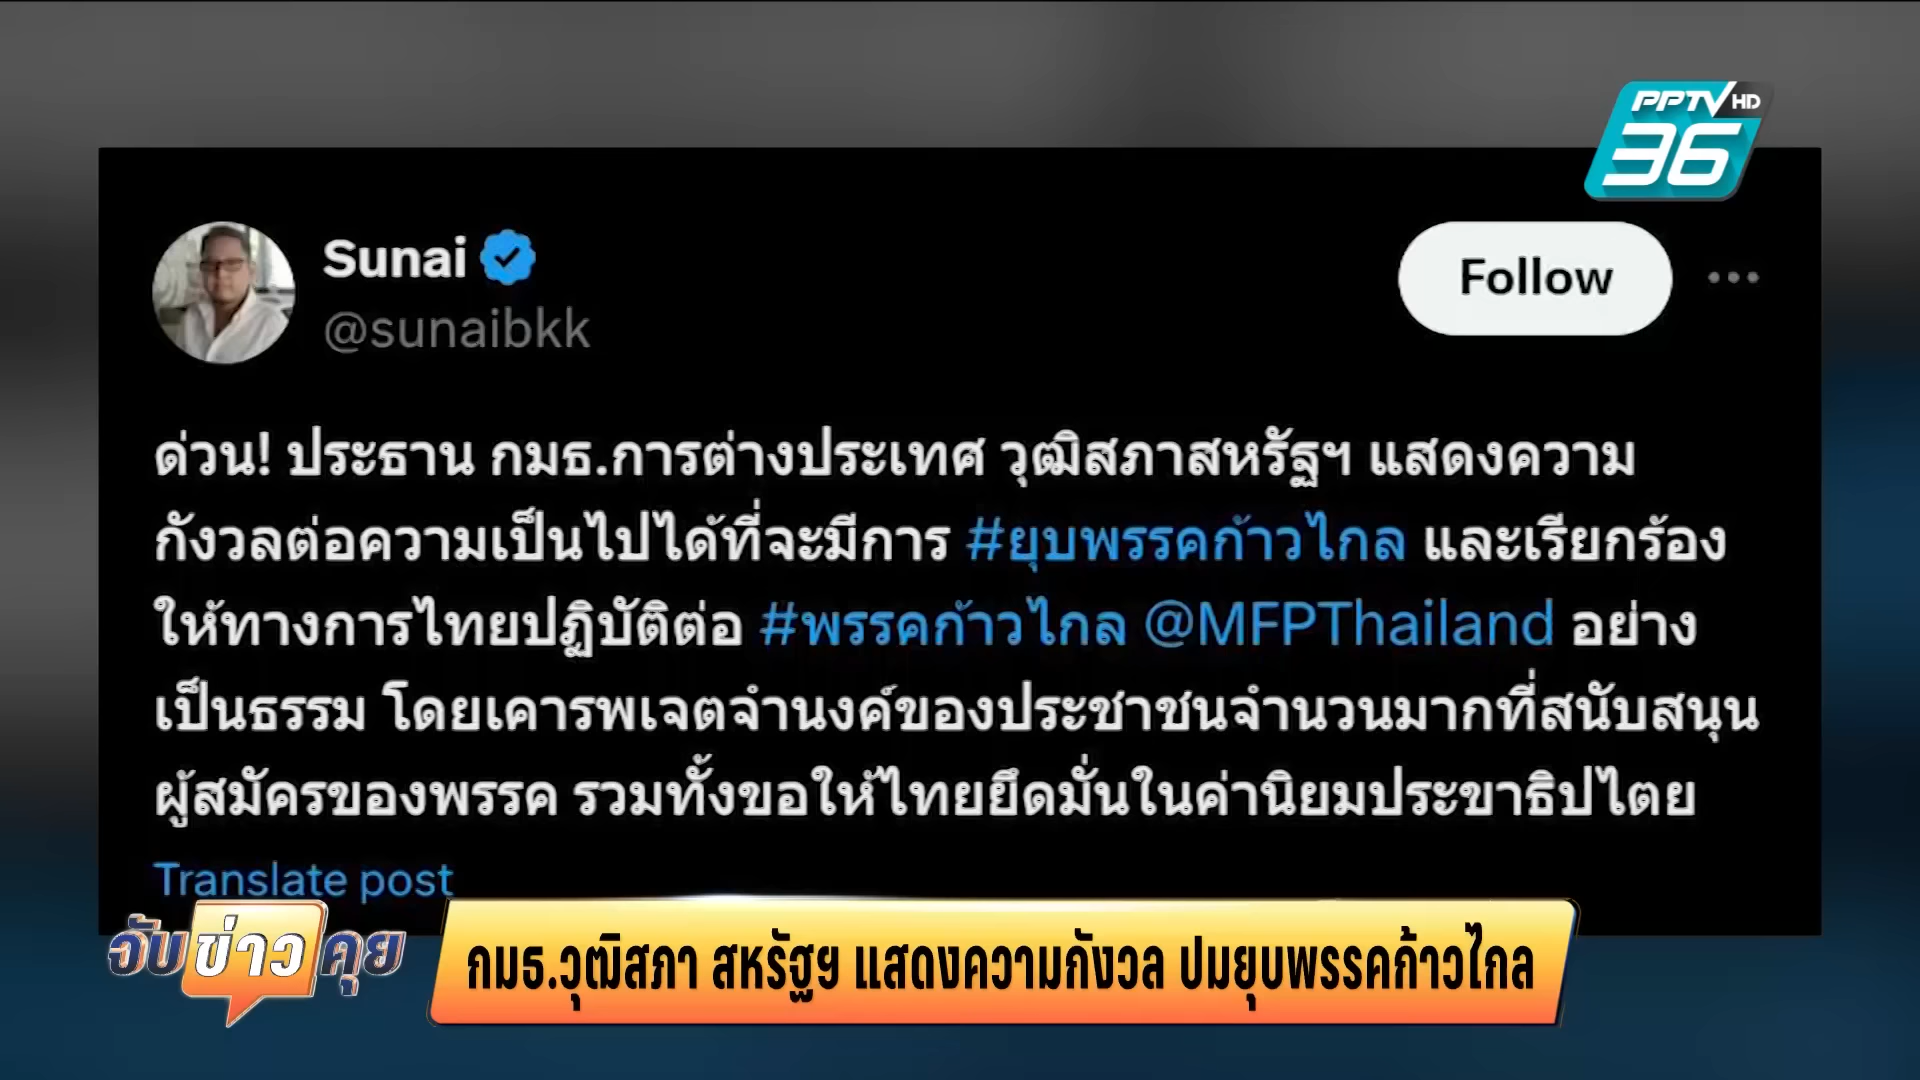 PPTV HD
36
Sunai
@sunaibkk
Follow
ด่วน! ประธาน กมธ.การต่างประเทศ วุฒิสภาสหรัฐฯ แสดงความ
กังวลต่อความเป็นไปได้ที่จะมีการ #ยุบพรรคก้าวไกล และเรียกร้อง
ให้ทางการไทยปฏิบัติต่อ #พรรคก้าวไกล @MFPThailand อย่าง
เป็นธรรม โดยเคารพเจตจำนงค์ของประชาชนจำนวนมากที่สนับสนุน
ผู้สมัครของพรรค รวมทั้งขอให้ไทยยึดมั่นในค่านิยมประขาธิปไตย
Translate post
จับข่าวคุย
กมธ.วุฒิสภา สหรัฐฯ แสดงความกังวล ปมยุบพรรคก้าวไกล